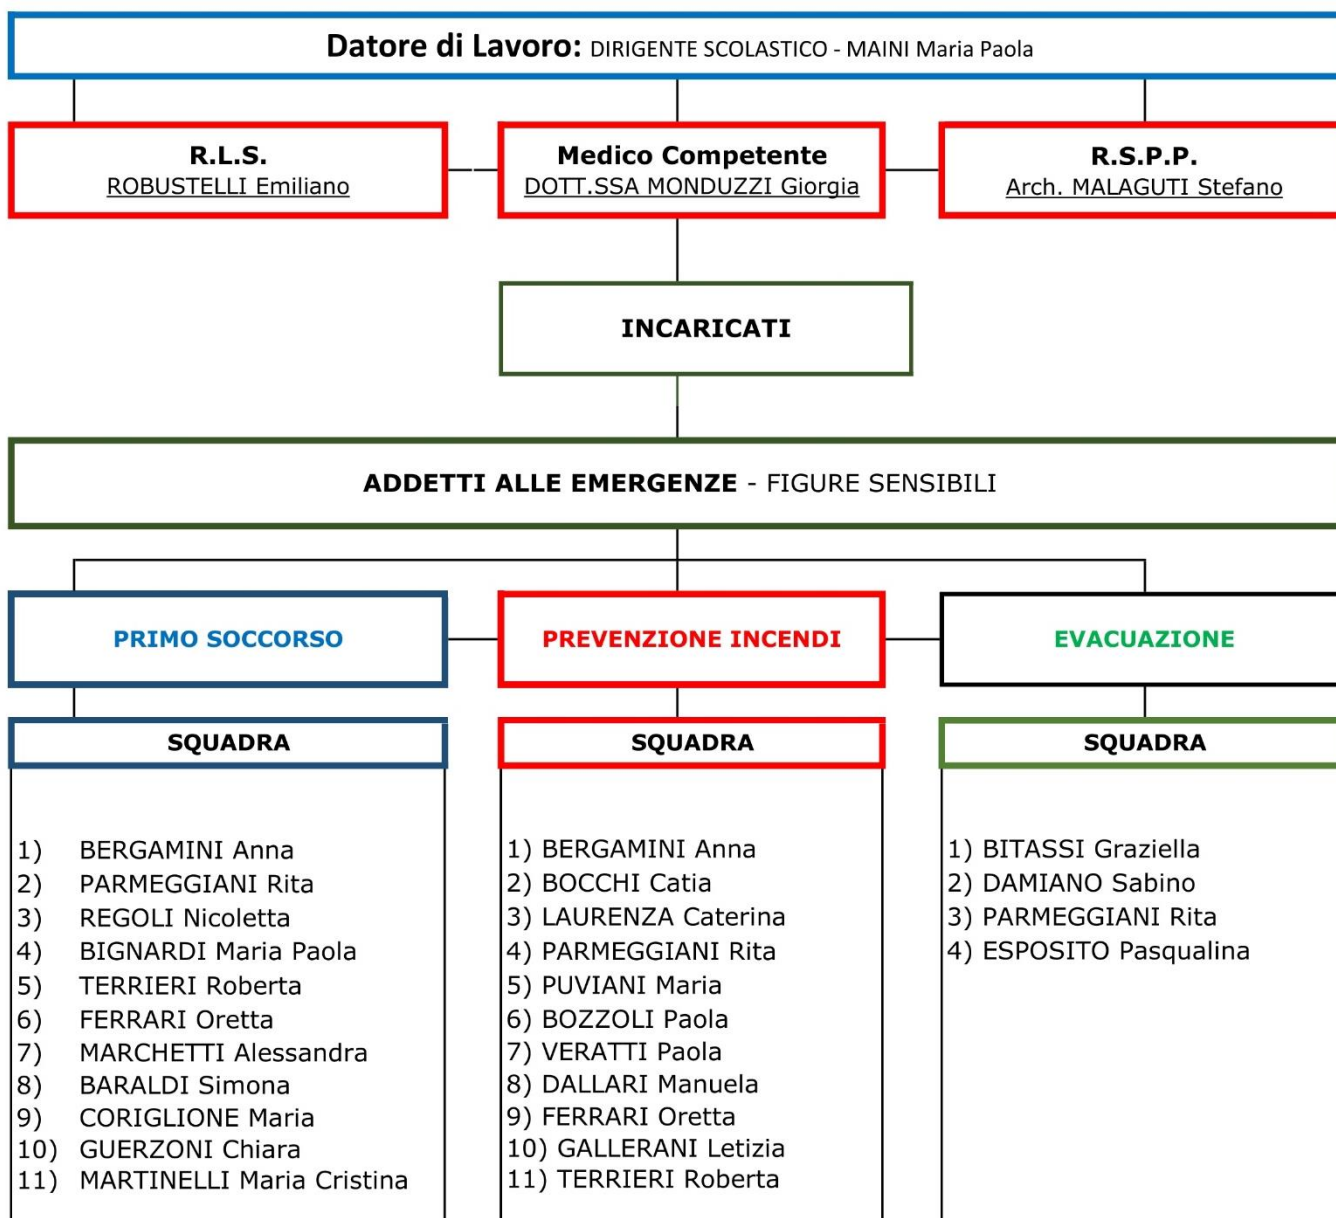 Datore di Lavoro: DIRIGENTE SCOLASTICO - MAINI Maria Paola
R.L.S.
ROBUSTELLI Emiliano
Medico Competente
DOTT.SSA MONDUZZI Giorgia
R.S.P.P.
Arch. MALAGUTI Stefano
INCARICATI
ADDETTI ALLE EMERGENZE - FIGURE SENSIBILI
PRIMO SOCCORSO
PREVENZIONE INCENDI
EVACUAZIONE
SQUADRA
1) BERGAMINI Anna
2) PARMEGGIANI Rita
3) REGOLI Nicoletta
4) BIGNARDI Maria Paola
5) TERRIERI Roberta
6) FERRARI Oretta
7) MARCHETTI Alessandra
8) BARALDI Simona
9) CORIGLIONE Maria
10) GUERZONI Chiara
11) MARTINELLI Maria Cristina
SQUADRA
1) BERGAMINI Anna
2) BOCCHI Catia
3) LAURENZA Caterina
4) PARMEGGIANI Rita
5) PUVIANI Maria
6) BOZZOLI Paola
7) VERATTI Paola
8) DALLARI Manuela
9) FERRARI Oretta
10) GALLERANI Letizia
11) TERRIERI Roberta
SQUADRA
1) BITASSI Graziella
2) DAMIANO Sabino
3) PARMEGGIANI Rita
4) ESPOSITO Pasqualina